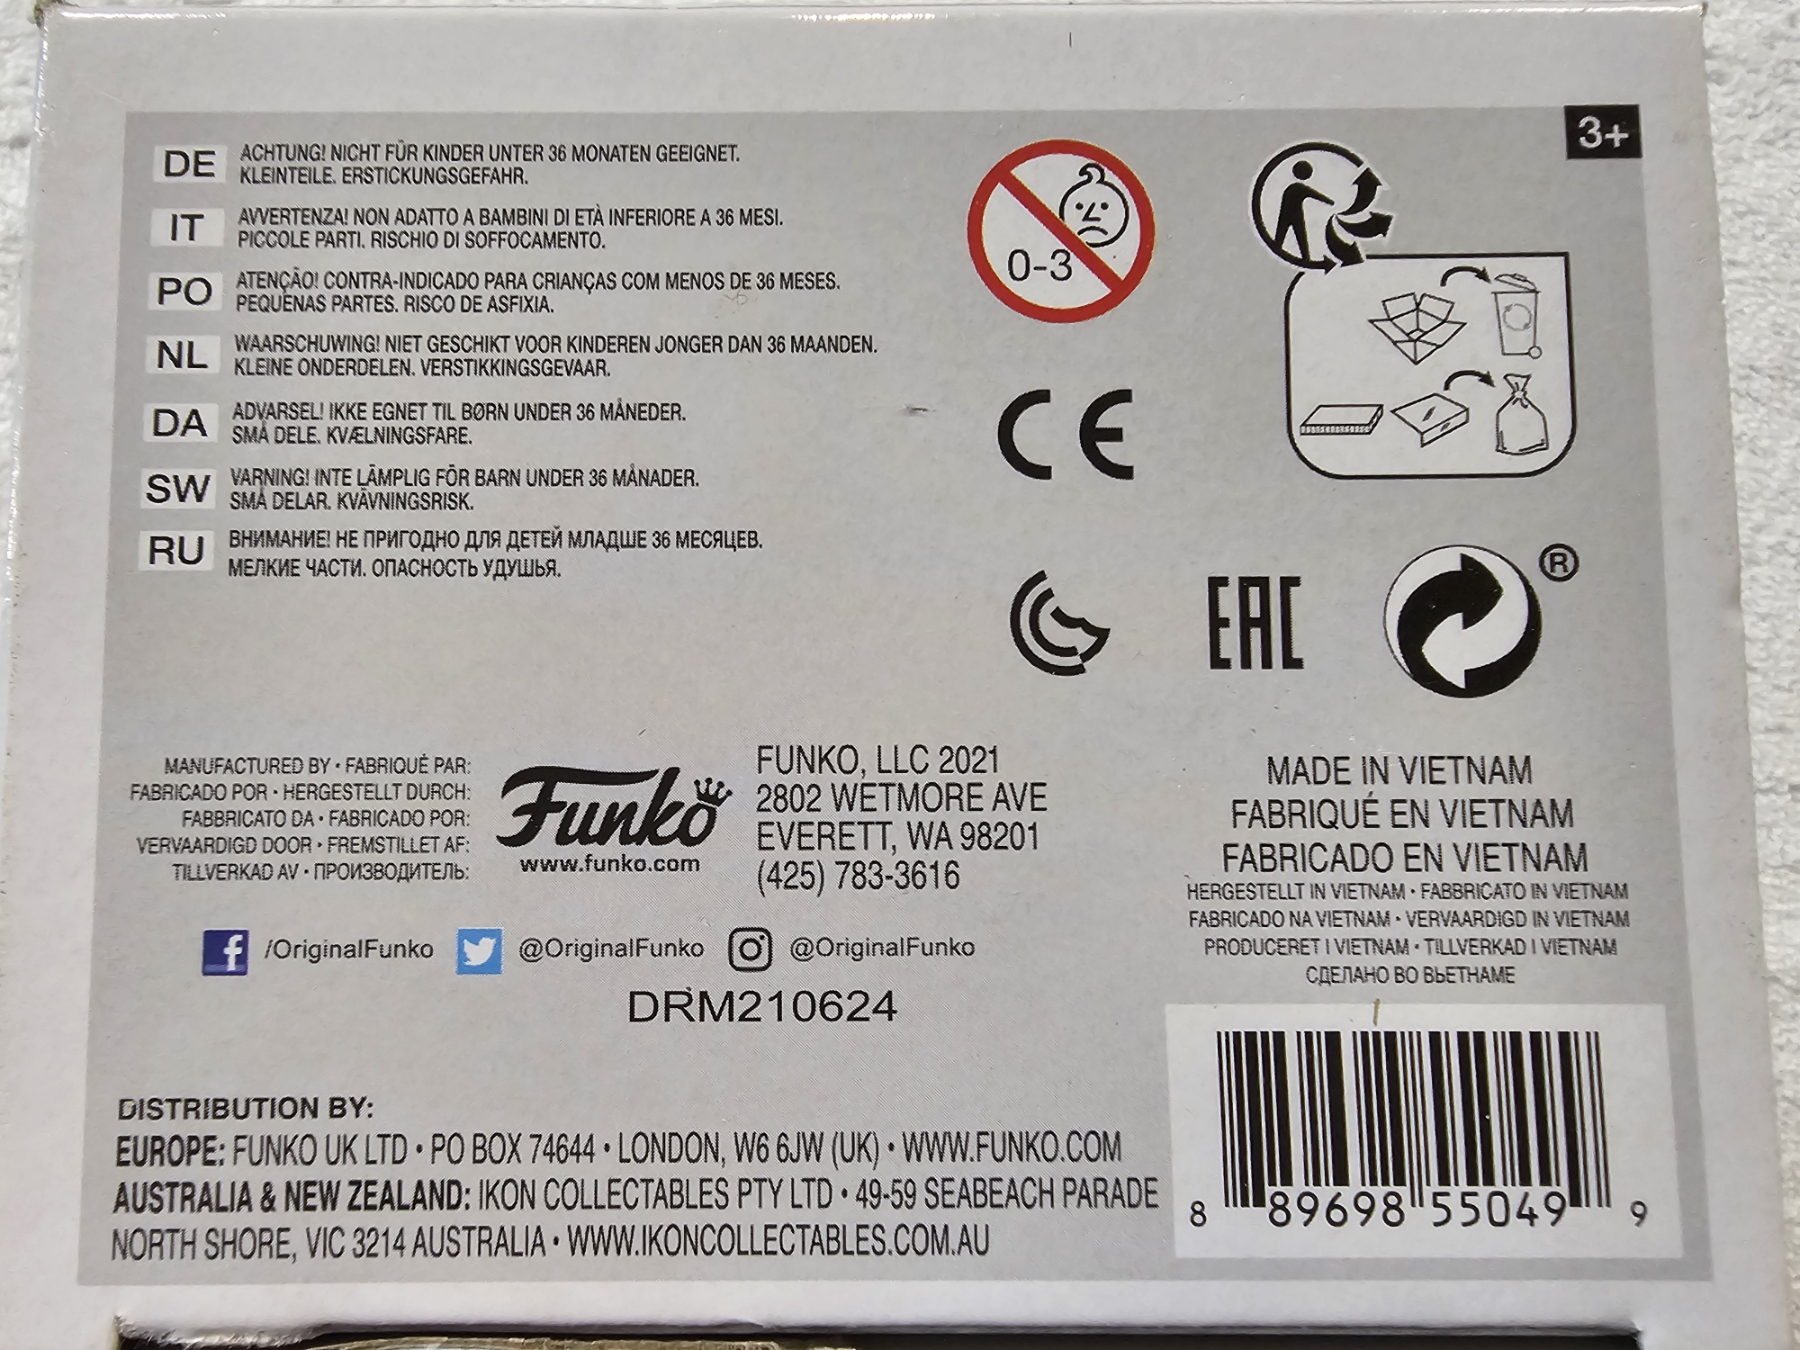 3+
DE ACHTUNG! NICHT FÜR KINDER UNTER 36 MONATEN GEEIGNET.
KLEINTEILE. ERSTICKUNGSGEFAHR.
IT AVVERTENZA! NON ADATTO A BAMBINI DI ETÀ INFERIORE A 36 MESI.
PICCOLE PARTI. RISCHIO DI SOFFOCAMENTO.
PO ATENÇÃO! CONTRA-INDICADO PARA CRIANÇAS COM MENOS DE 36 MESES.
PEQUENAS PARTES. RISCO DE ASFIXIA.
NL WAARSCHUWING! NIET GESCHIKT VOOR KINDEREN JONGER DAN 36 MAANDEN.
KLEINE ONDERDELEN. VERSTIKKINGSGEVAAR.
DA ADVARSEL! IKKE EGNET TIL BØRN UNDER 36 MÅNEDER.
SMÅ DELE. KVÆLNINGSFARE.
SW VARNING! INTE LÄMPLIG FÖR BARN UNDER 36 MÅNADER.
SMÅ DELAR. KVÄVNINGSRISK.
RU ВНИМАНИЕ! НЕ ПРИГОДНО ДЛЯ ДЕТЕЙ МЛАДШЕ 36 МЕСЯЦЕВ.
МЕЛКИЕ ЧАСТИ. ОПАСНОСТЬ УДУШЬЯ.
0-3
CE
EAC
®
MANUFACTURED BY • FABRIQUÉ PAR:
FABRICADO POR • HERGESTELLT DURCH:
FABBRICATO DA • FABRICADO POR:
VERVAARDIGD DOOR • FREMSTILLET AF:
TILLVERKAD AV • ПРОИЗВОДИТЕЛЬ:
Funko
www.funko.com
FUNKO, LLC 2021
2802 WETMORE AVE
EVERETT, WA 98201
(425) 783-3616
MADE IN VIETNAM
FABRIQUÉ EN VIETNAM
FABRICADO EN VIETNAM
HERGESTELLT IN VIETNAM • FABBRICATO IN VIETNAM
FABRICADO NA VIETNAM • VERVAARDIGD IN VIETNAM
PRODUCERET I VIETNAM • TILLVERKAD I VIETNAM
СДЕЛАНО ВО ВЬЕТНАМЕ
f /OriginalFunko @OriginalFunko @OriginalFunko
DRM210624
DISTRIBUTION BY:
EUROPE: FUNKO UK LTD • PO BOX 74644 • LONDON, W6 6JW (UK) • WWW.FUNKO.COM
AUSTRALIA & NEW ZEALAND: IKON COLLECTABLES PTY LTD • 49-59 SEABEACH PARADE
NORTH SHORE, VIC 3214 AUSTRALIA • WWW.IKONCOLLECTABLES.COM.AU
8 89698 55049 9